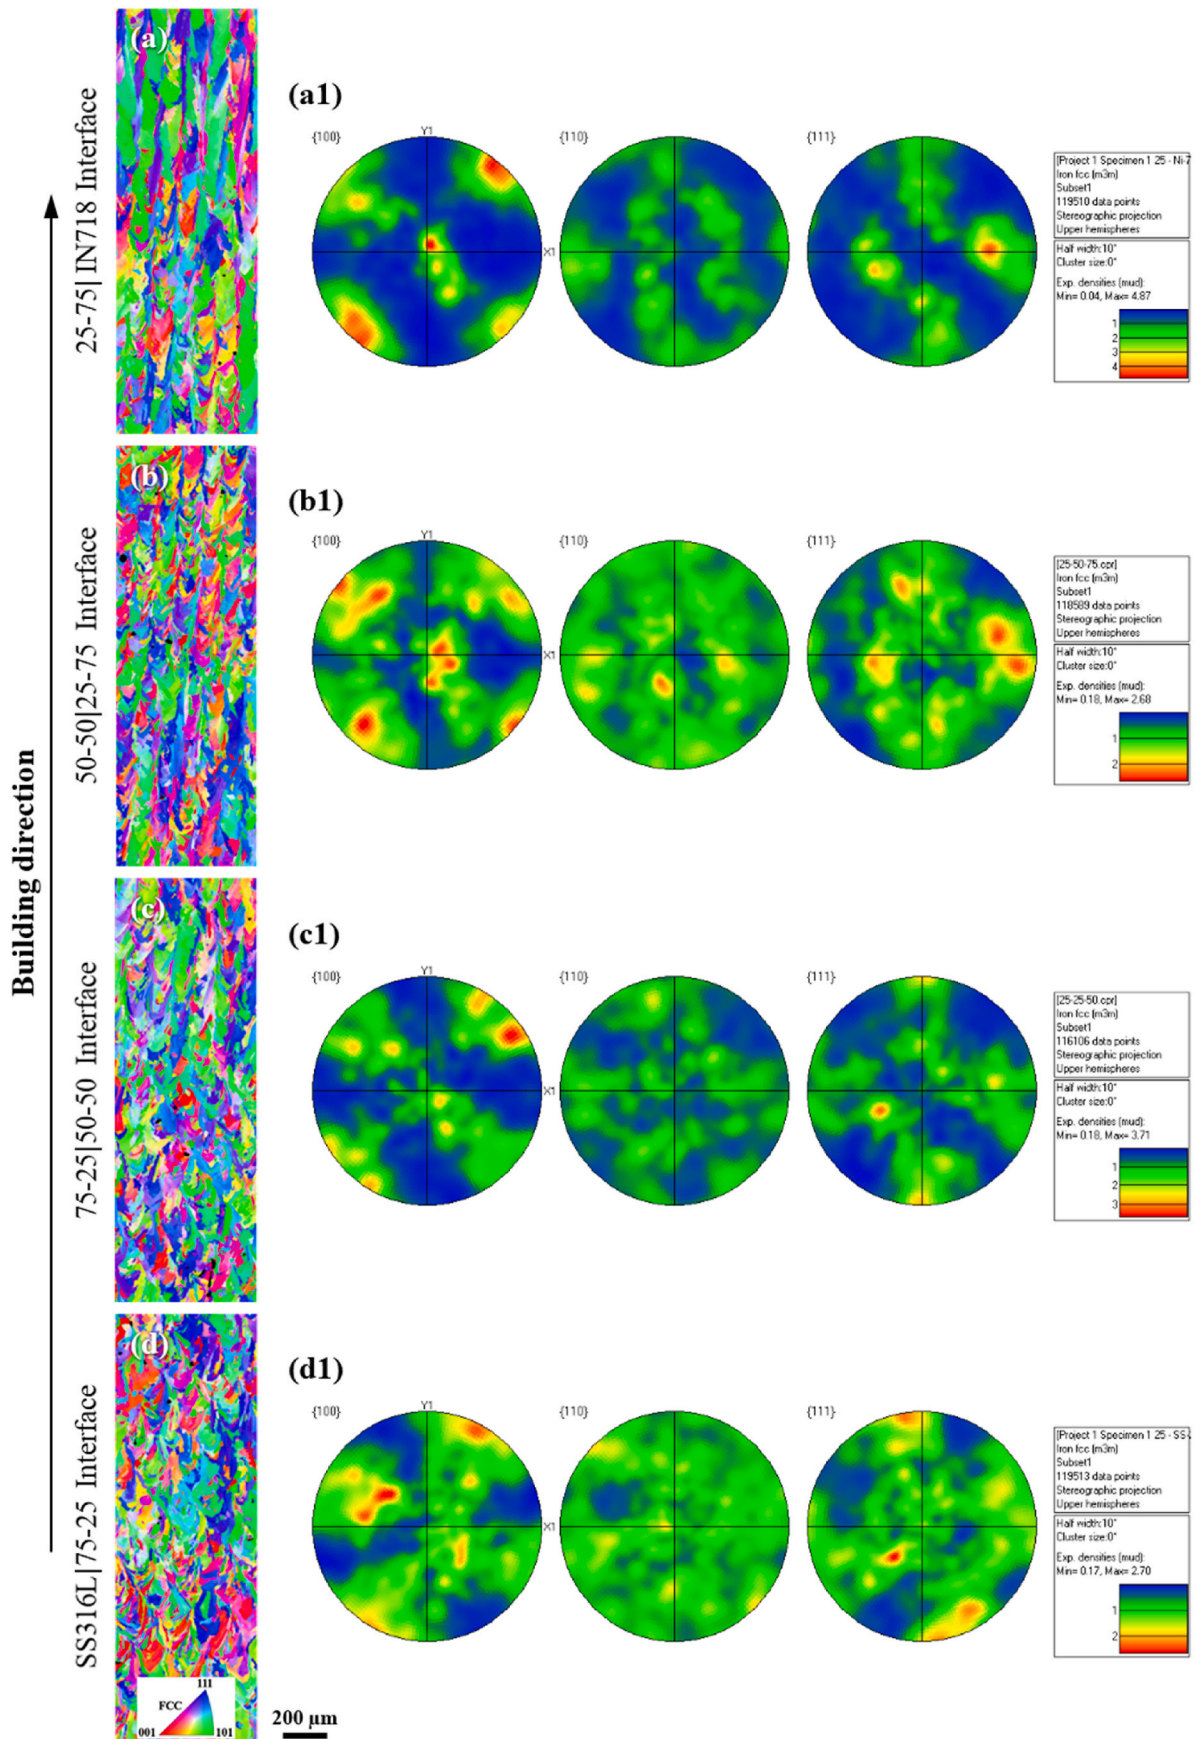 Building direction
25-75| IN718 Interface
(a)
(a1)
{100}
Y1
X1
{110}
{111}
[Project 1 Specimen 1 25 - Ni-7
Iron fcc (m3m)
Subset1
119510 data points
Stereographic projection
Upper hemispheres
Half width:10°
Cluster size:0°
Exp. densities (mud):
Min= 0.04, Max= 4.87
1
2
3
4
50-50|25-75 Interface
(b)
(b1)
{100}
Y1
X1
{110}
{111}
[25-50-75.cpr]
Iron fcc (m3m)
Subset1
118589 data points
Stereographic projection
Upper hemispheres
Half width:10°
Cluster size:0°
Exp. densities (mud):
Min= 0.18, Max= 2.68
1
2
75-25|50-50 Interface
(c)
(c1)
{100}
Y1
X1
{110}
{111}
[25-25-50.cpr]
Iron fcc (m3m)
Subset1
116106 data points
Stereographic projection
Upper hemispheres
Half width:10°
Cluster size:0°
Exp. densities (mud):
Min= 0.18, Max= 3.71
1
2
3
SS316L|75-25 Interface
(d)
(d1)
{100}
Y1
X1
{110}
{111}
[Project 1 Specimen 1 25 - SS-
Iron fcc (m3m)
Subset1
119513 data points
Stereographic projection
Upper hemispheres
Half width:10°
Cluster size:0°
Exp. densities (mud):
Min= 0.17, Max= 2.70
1
2
111
FCC
001
101
200 μm